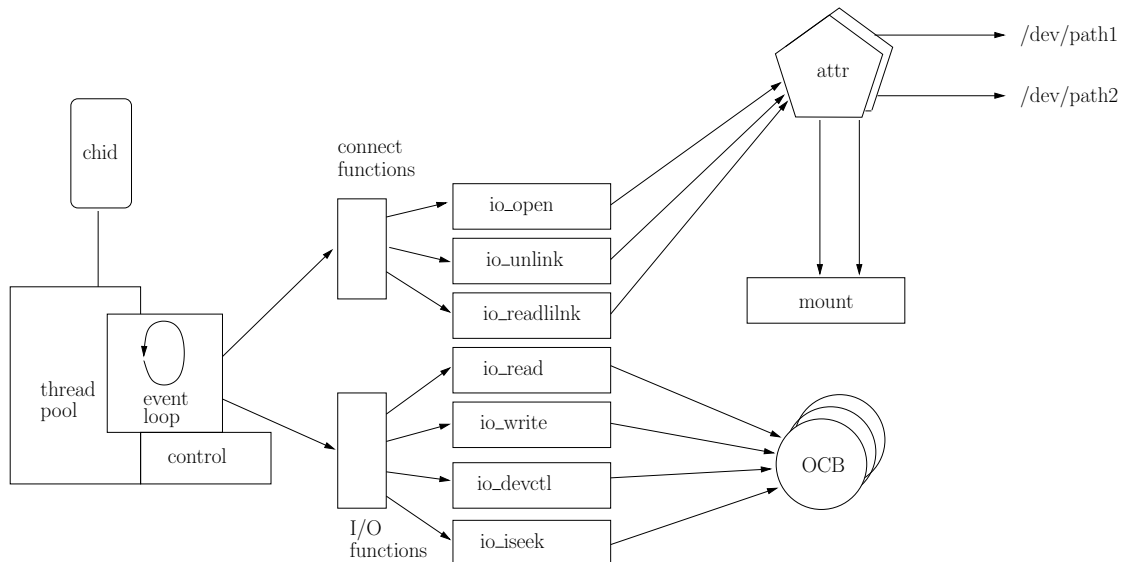 /dev/path1
attr
/dev/path2
chid
connect
functions
io_open
io_unlink
io_readlilnk
mount
io_read
thread
pool
event
loop
io_write
control
OCB
io_devctl
I/O
functions
io_iseek